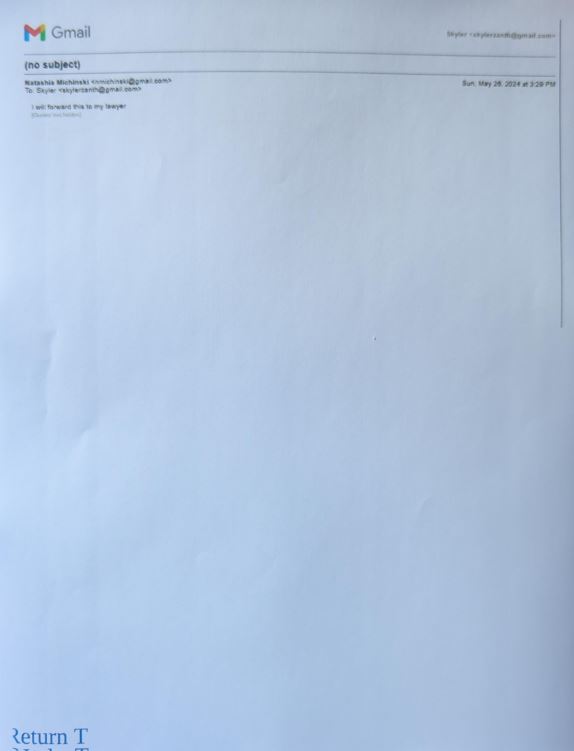 Gmail
Skyler <skylerzanth@gmail.com>
(no subject)
Natashia Michinski <nmichinski@gmail.com>
Sun, May 26, 2024 at 3:29 PM
To: Skyler <skylerzanth@gmail.com>
I will forward this to my lawyer
[Quoted text hidden]
Return T